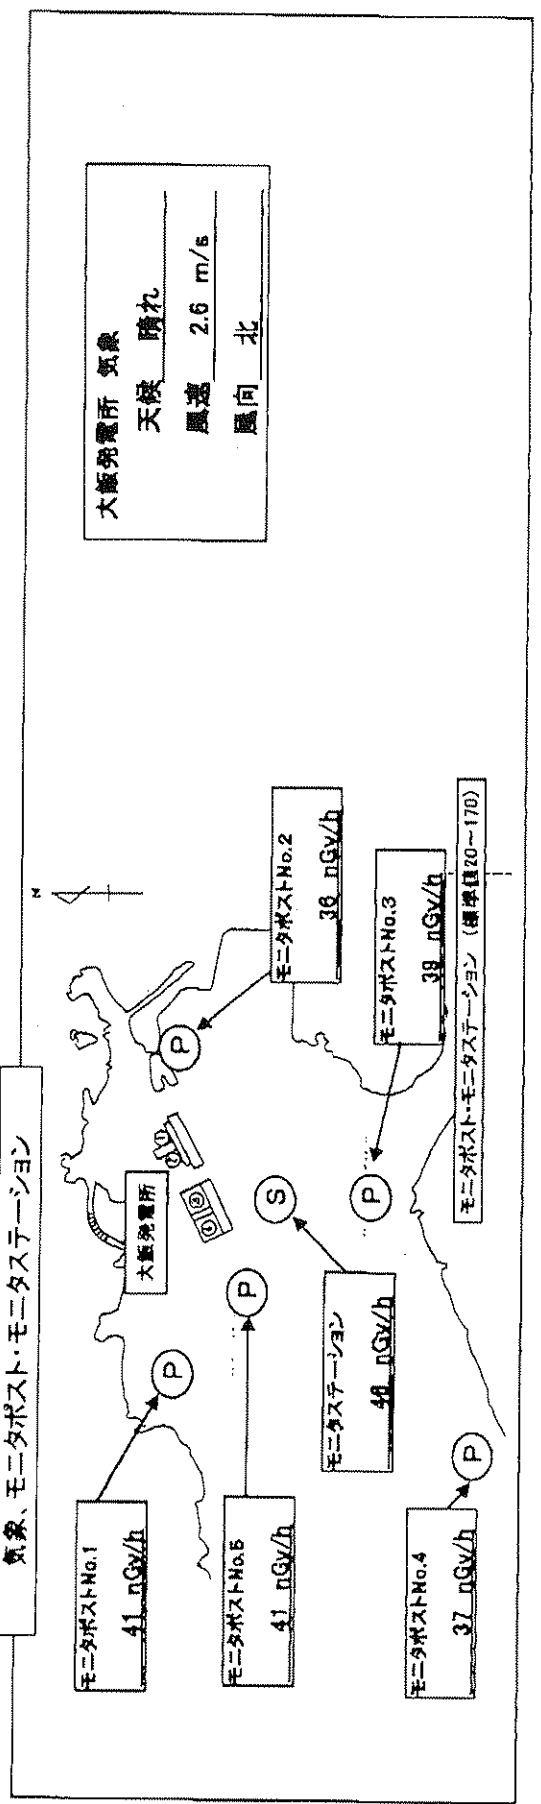 気象、モニタポスト・モニタステーション
N
大飯発電所 気象
天候 晴れ
風速 2.6 m/s
風向 北
大飯発電所
モニタポストNo.1
41 nGy/h
P
モニタポストNo.5
41 nGy/h
P
モニタポストNo.4
37 nGy/h
P
モニタステーション
nGy/h
S
モニタポストNo.2
36 nGy/h
P
モニタポストNo.3
nGy/h
P
モニタポスト・モニタステーション (標準値20~170)